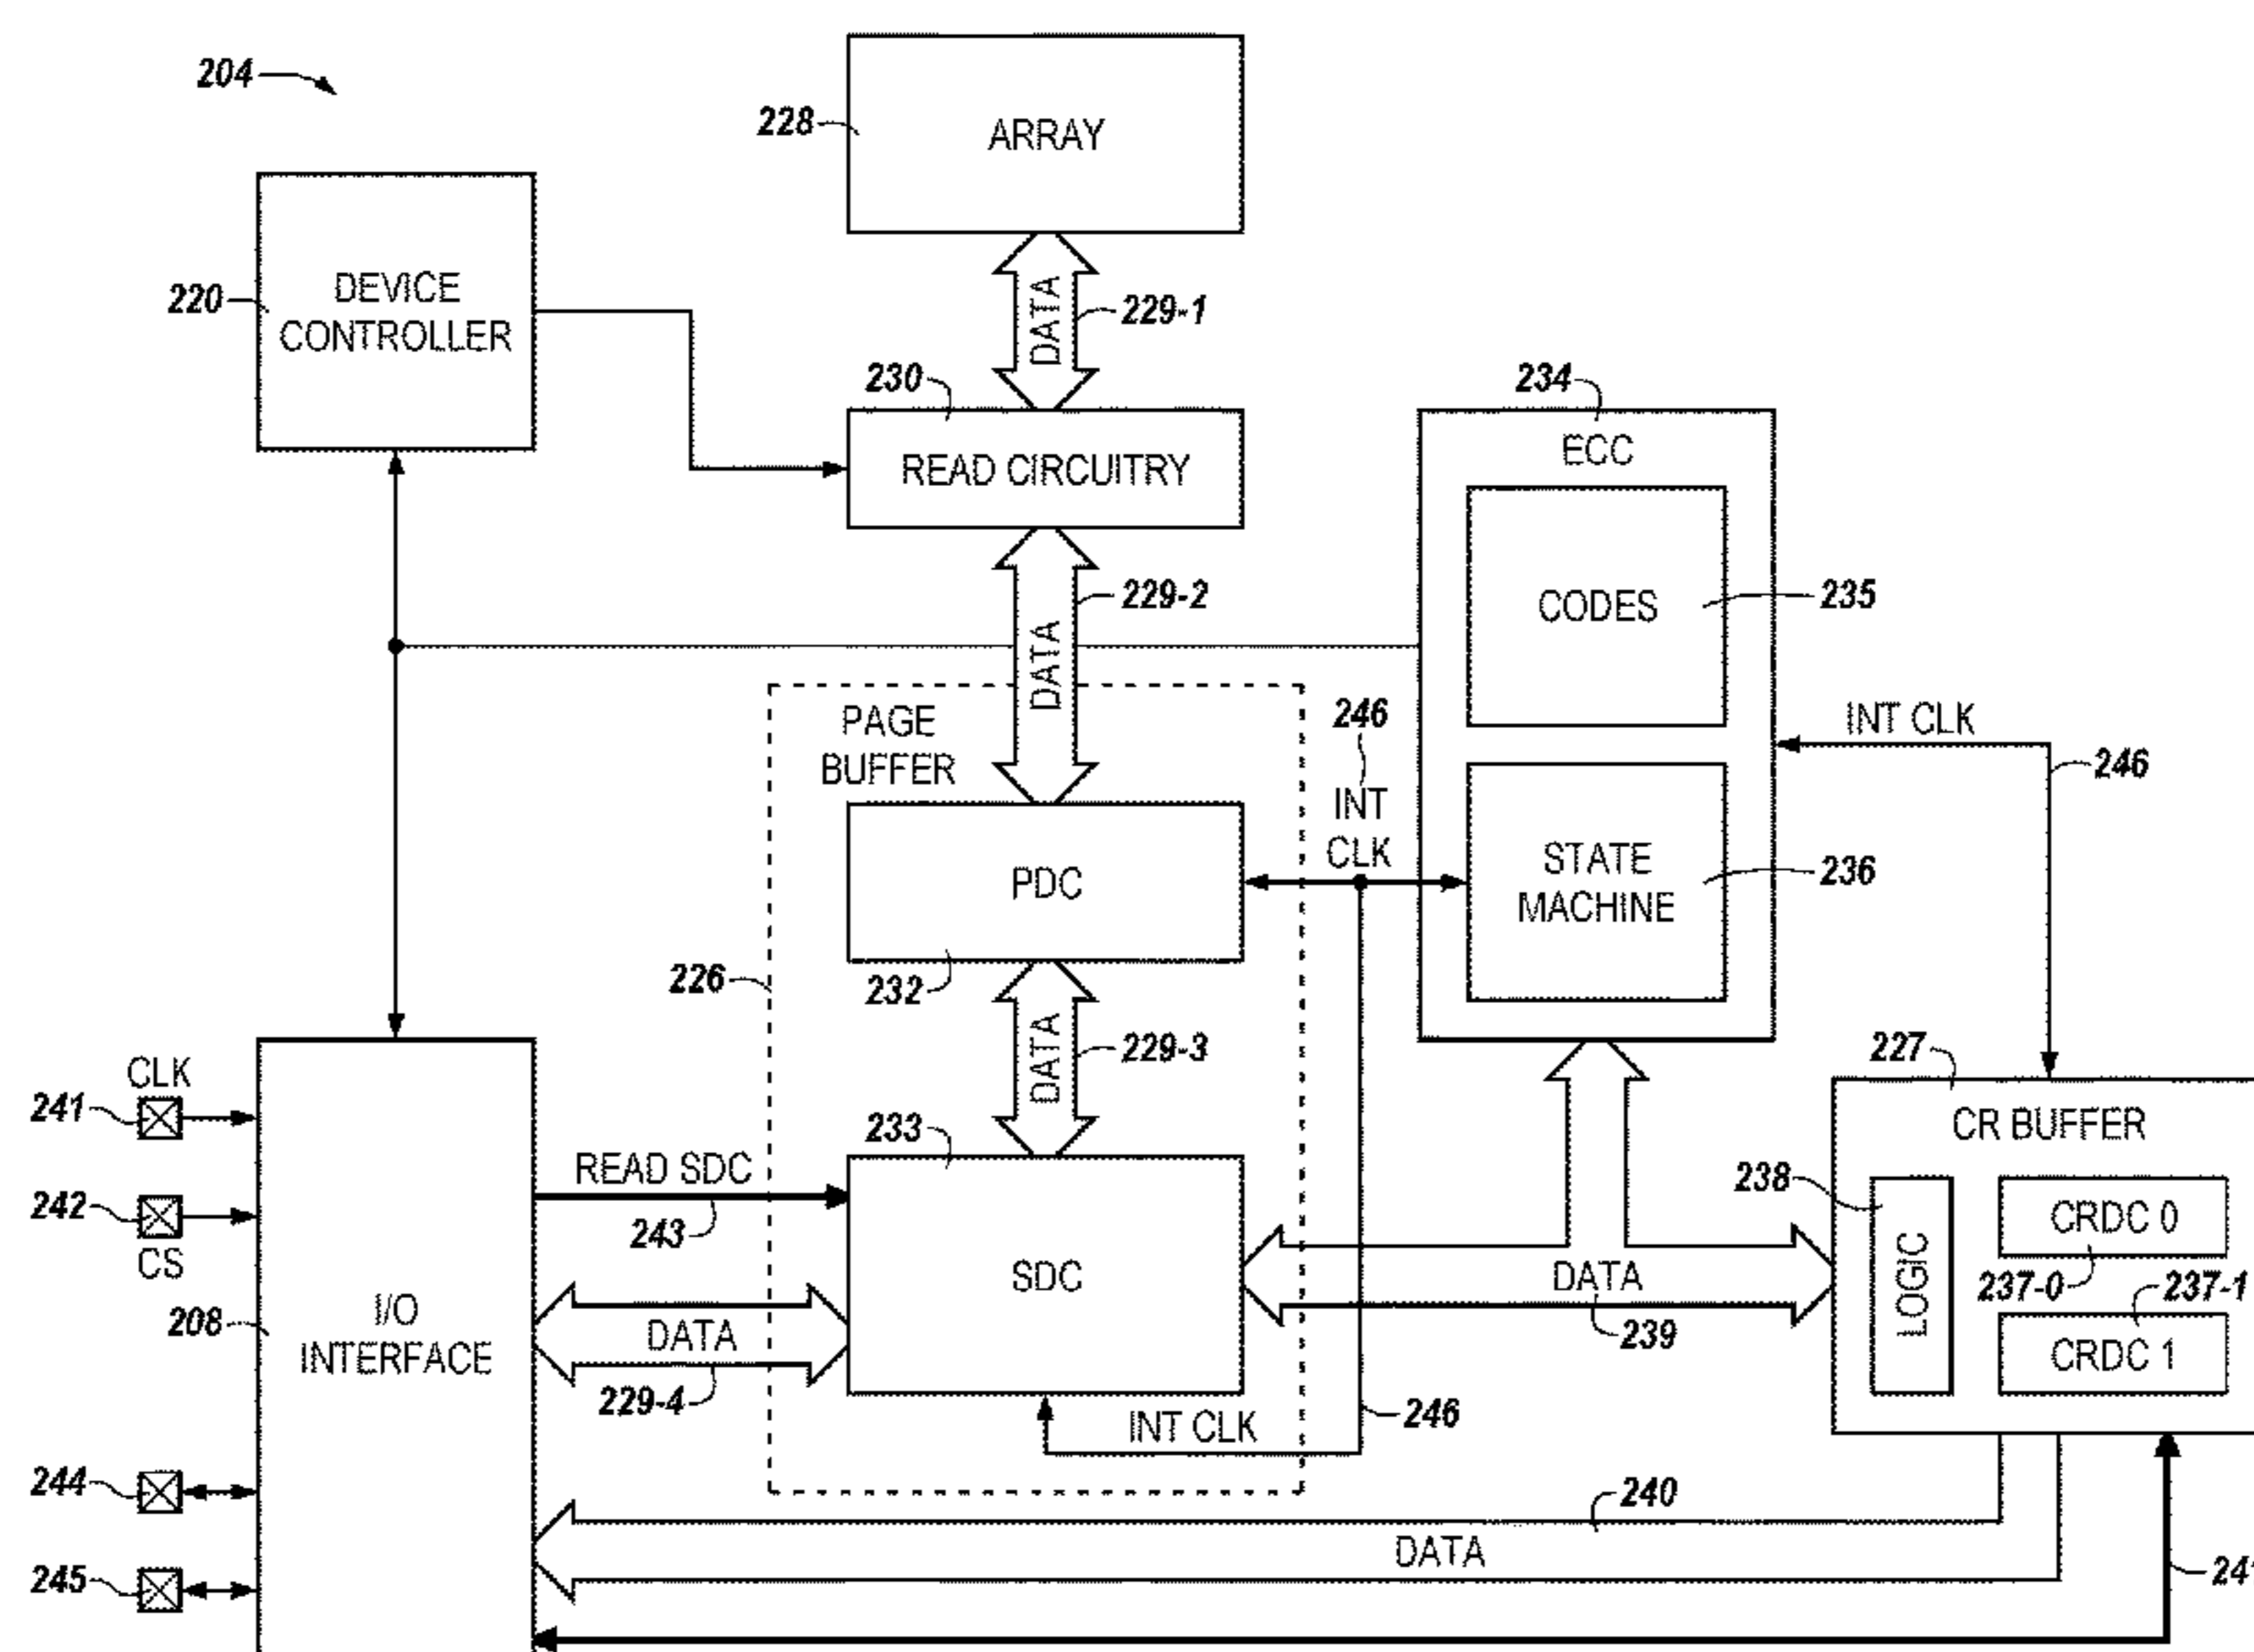 204
228
ARRAY
220
DEVICE
CONTROLLER
DATA
229-1
230
READ CIRCUITRY
234
ECC
CODES
235
229-2
DATA
PAGE
BUFFER
246
INT
CLK
INT CLK
246
PDC
232
STATE
MACHINE
236
226
DATA
229-3
227
CR BUFFER
CLK
241
242
CS
208
I/O
INTERFACE
READ SDC
243
233
SDC
DATA
229-4
INT CLK
246
DATA
239
238
LOGIC
CRDC 0
237-0
237-1
CRDC 1
244
245
240
DATA